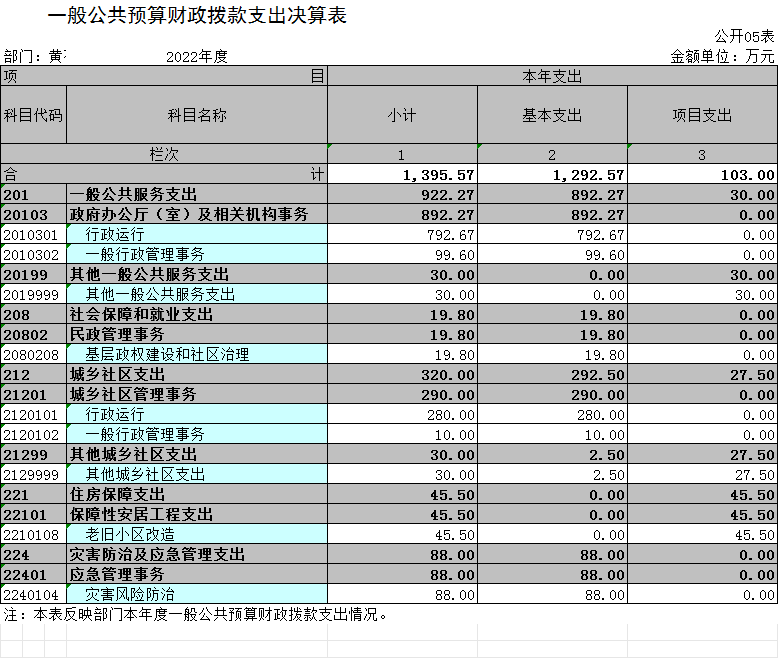 一般公共预算财政拨款支出决算表
公开05表
部门：黄 2022年度 金额单位：万元
项 目 本年支出
科目代码 科目名称 小计 基本支出 项目支出
栏次 1 2 3
合 计 1,395.57 1,292.57 103.00
201 一般公共服务支出 922.27 892.27 30.00
20103 政府办公厅（室）及相关机构事务 892.27 892.27 0.00
2010301 行政运行 792.67 792.67 0.00
2010302 一般行政管理事务 99.60 99.60 0.00
20199 其他一般公共服务支出 30.00 0.00 30.00
2019999 其他一般公共服务支出 30.00 0.00 30.00
208 社会保障和就业支出 19.80 19.80 0.00
20802 民政管理事务 19.80 19.80 0.00
2080208 基层政权建设和社区治理 19.80 19.80 0.00
212 城乡社区支出 320.00 292.50 27.50
21201 城乡社区管理事务 290.00 290.00 0.00
2120101 行政运行 280.00 280.00 0.00
2120102 一般行政管理事务 10.00 10.00 0.00
21299 其他城乡社区支出 30.00 2.50 27.50
2129999 其他城乡社区支出 30.00 2.50 27.50
221 住房保障支出 45.50 0.00 45.50
22101 保障性安居工程支出 45.50 0.00 45.50
2210108 老旧小区改造 45.50 0.00 45.50
224 灾害防治及应急管理支出 88.00 88.00 0.00
22401 应急管理事务 88.00 88.00 0.00
2240104 灾害风险防治 88.00 88.00 0.00
注：本表反映部门本年度一般公共预算财政拨款支出情况。